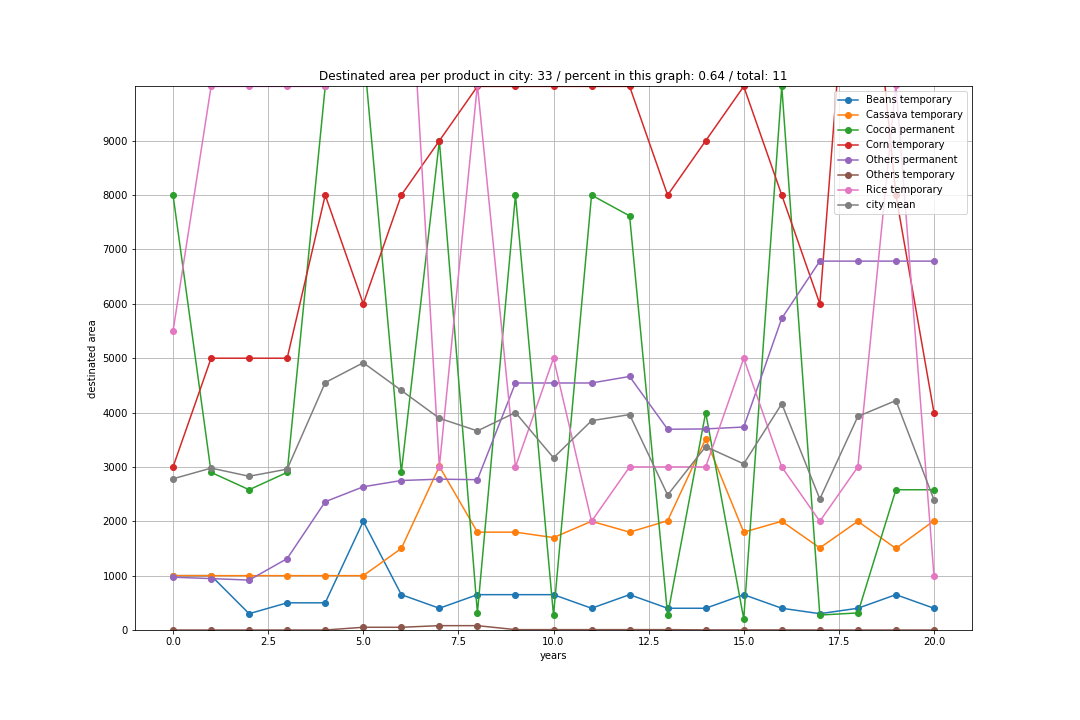 Destinated area per product in city: 33 / percent in this graph: 0.64 / total: 11
Beans temporary
Cassava temporary
Cocoa permanent
Corn temporary
Others permanent
Others temporary
Rice temporary
city mean
9000
8000
7000
6000
5000
4000
3000
2000
1000
0
destinated area
0.0 2.5 5.0 7.5 10.0 12.5 15.0 17.5 20.0
years